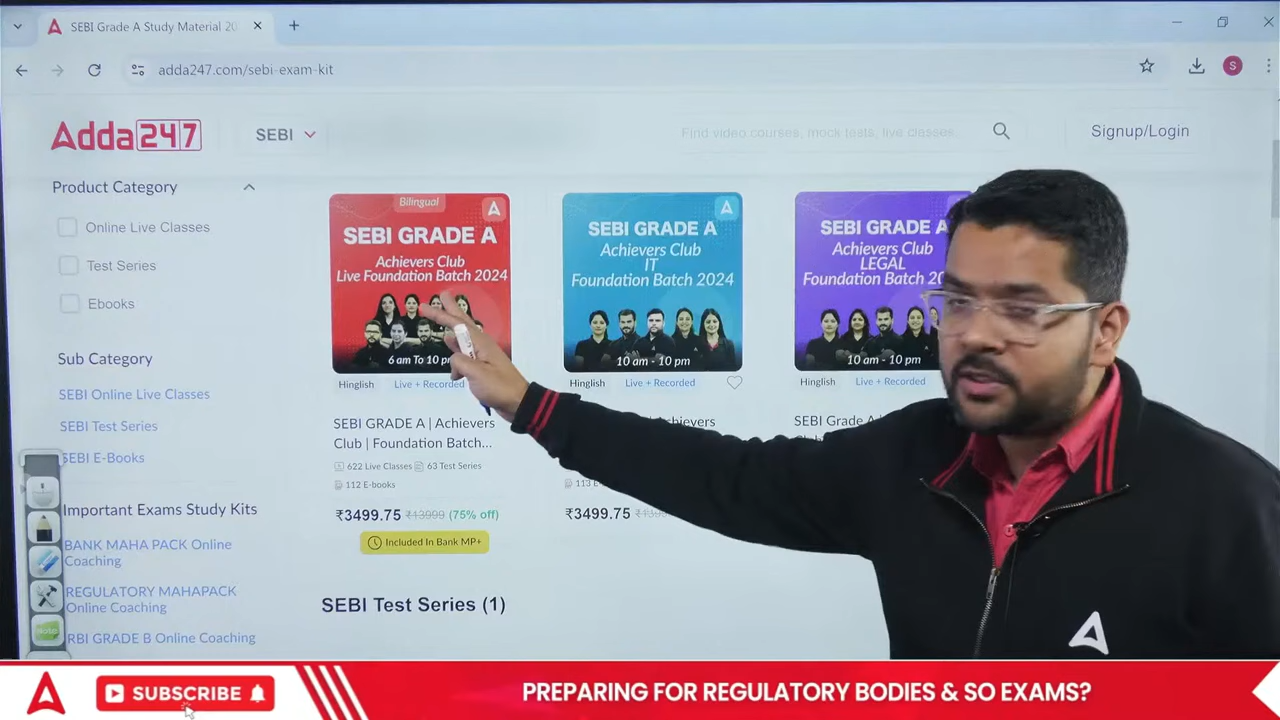 SEBI Grade A Study Material 20
adda247.com/sebi-exam-kit
S
Adda247
SEBI
Find video courses, mock tests, live classes
Signup/Login
Product Category
Online Live Classes
Test Series
Ebooks
Sub Category
SEBI Online Live Classes
SEBI Test Series
SEBI E-Books
Important Exams Study Kits
BANK MAHA PACK Online
Coaching
REGULATORY MAHAPACK
Online Coaching
RBI GRADE B Online Coaching
Bilingual
SEBI GRADE A
Achievers Club
Live Foundation Batch 2024
6 am To 10 pm
Hinglish Live + Recorded
SEBI GRADE A | Achievers
Club | Foundation Batch...
622 Live Classes 63 Test Series
112 E-books
₹3499.75 ₹13999 (75% off)
Included In Bank MP+
SEBI GRADE A
Achievers Club
IT
Foundation Batch 2024
10 am - 10 pm
Hinglish Live + Recorded
Achievers
113 E
₹3499.75
SEBI GRADE A
Achievers Club
LEGAL
Foundation Batch 20
10 am - 10 pm
Hinglish Live + Recorded
SEBI Grade A
SEBI Test Series (1)
SUBSCRIBE
PREPARING FOR REGULATORY BODIES & SO EXAMS?